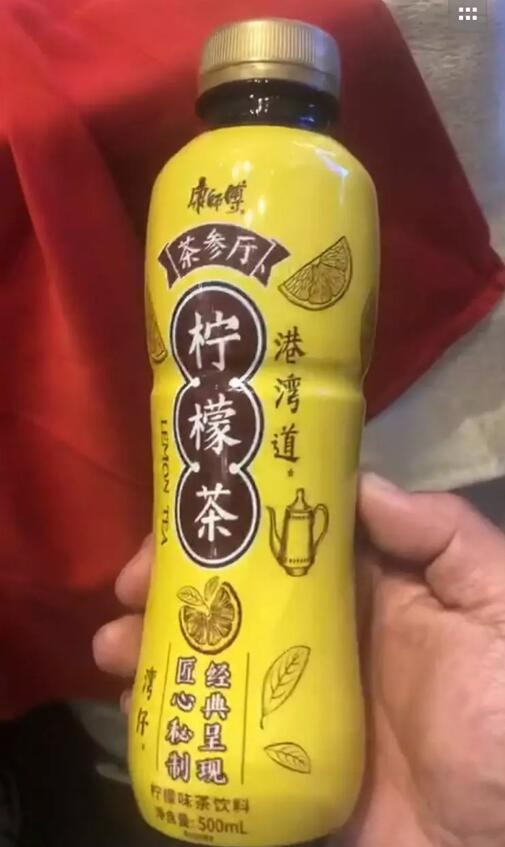 康师傅
茶参厅
柠檬茶
LEMON TEA
港湾道
湾仔
经典呈现
匠心秘制
柠檬味茶饮料
净含量: 500mL